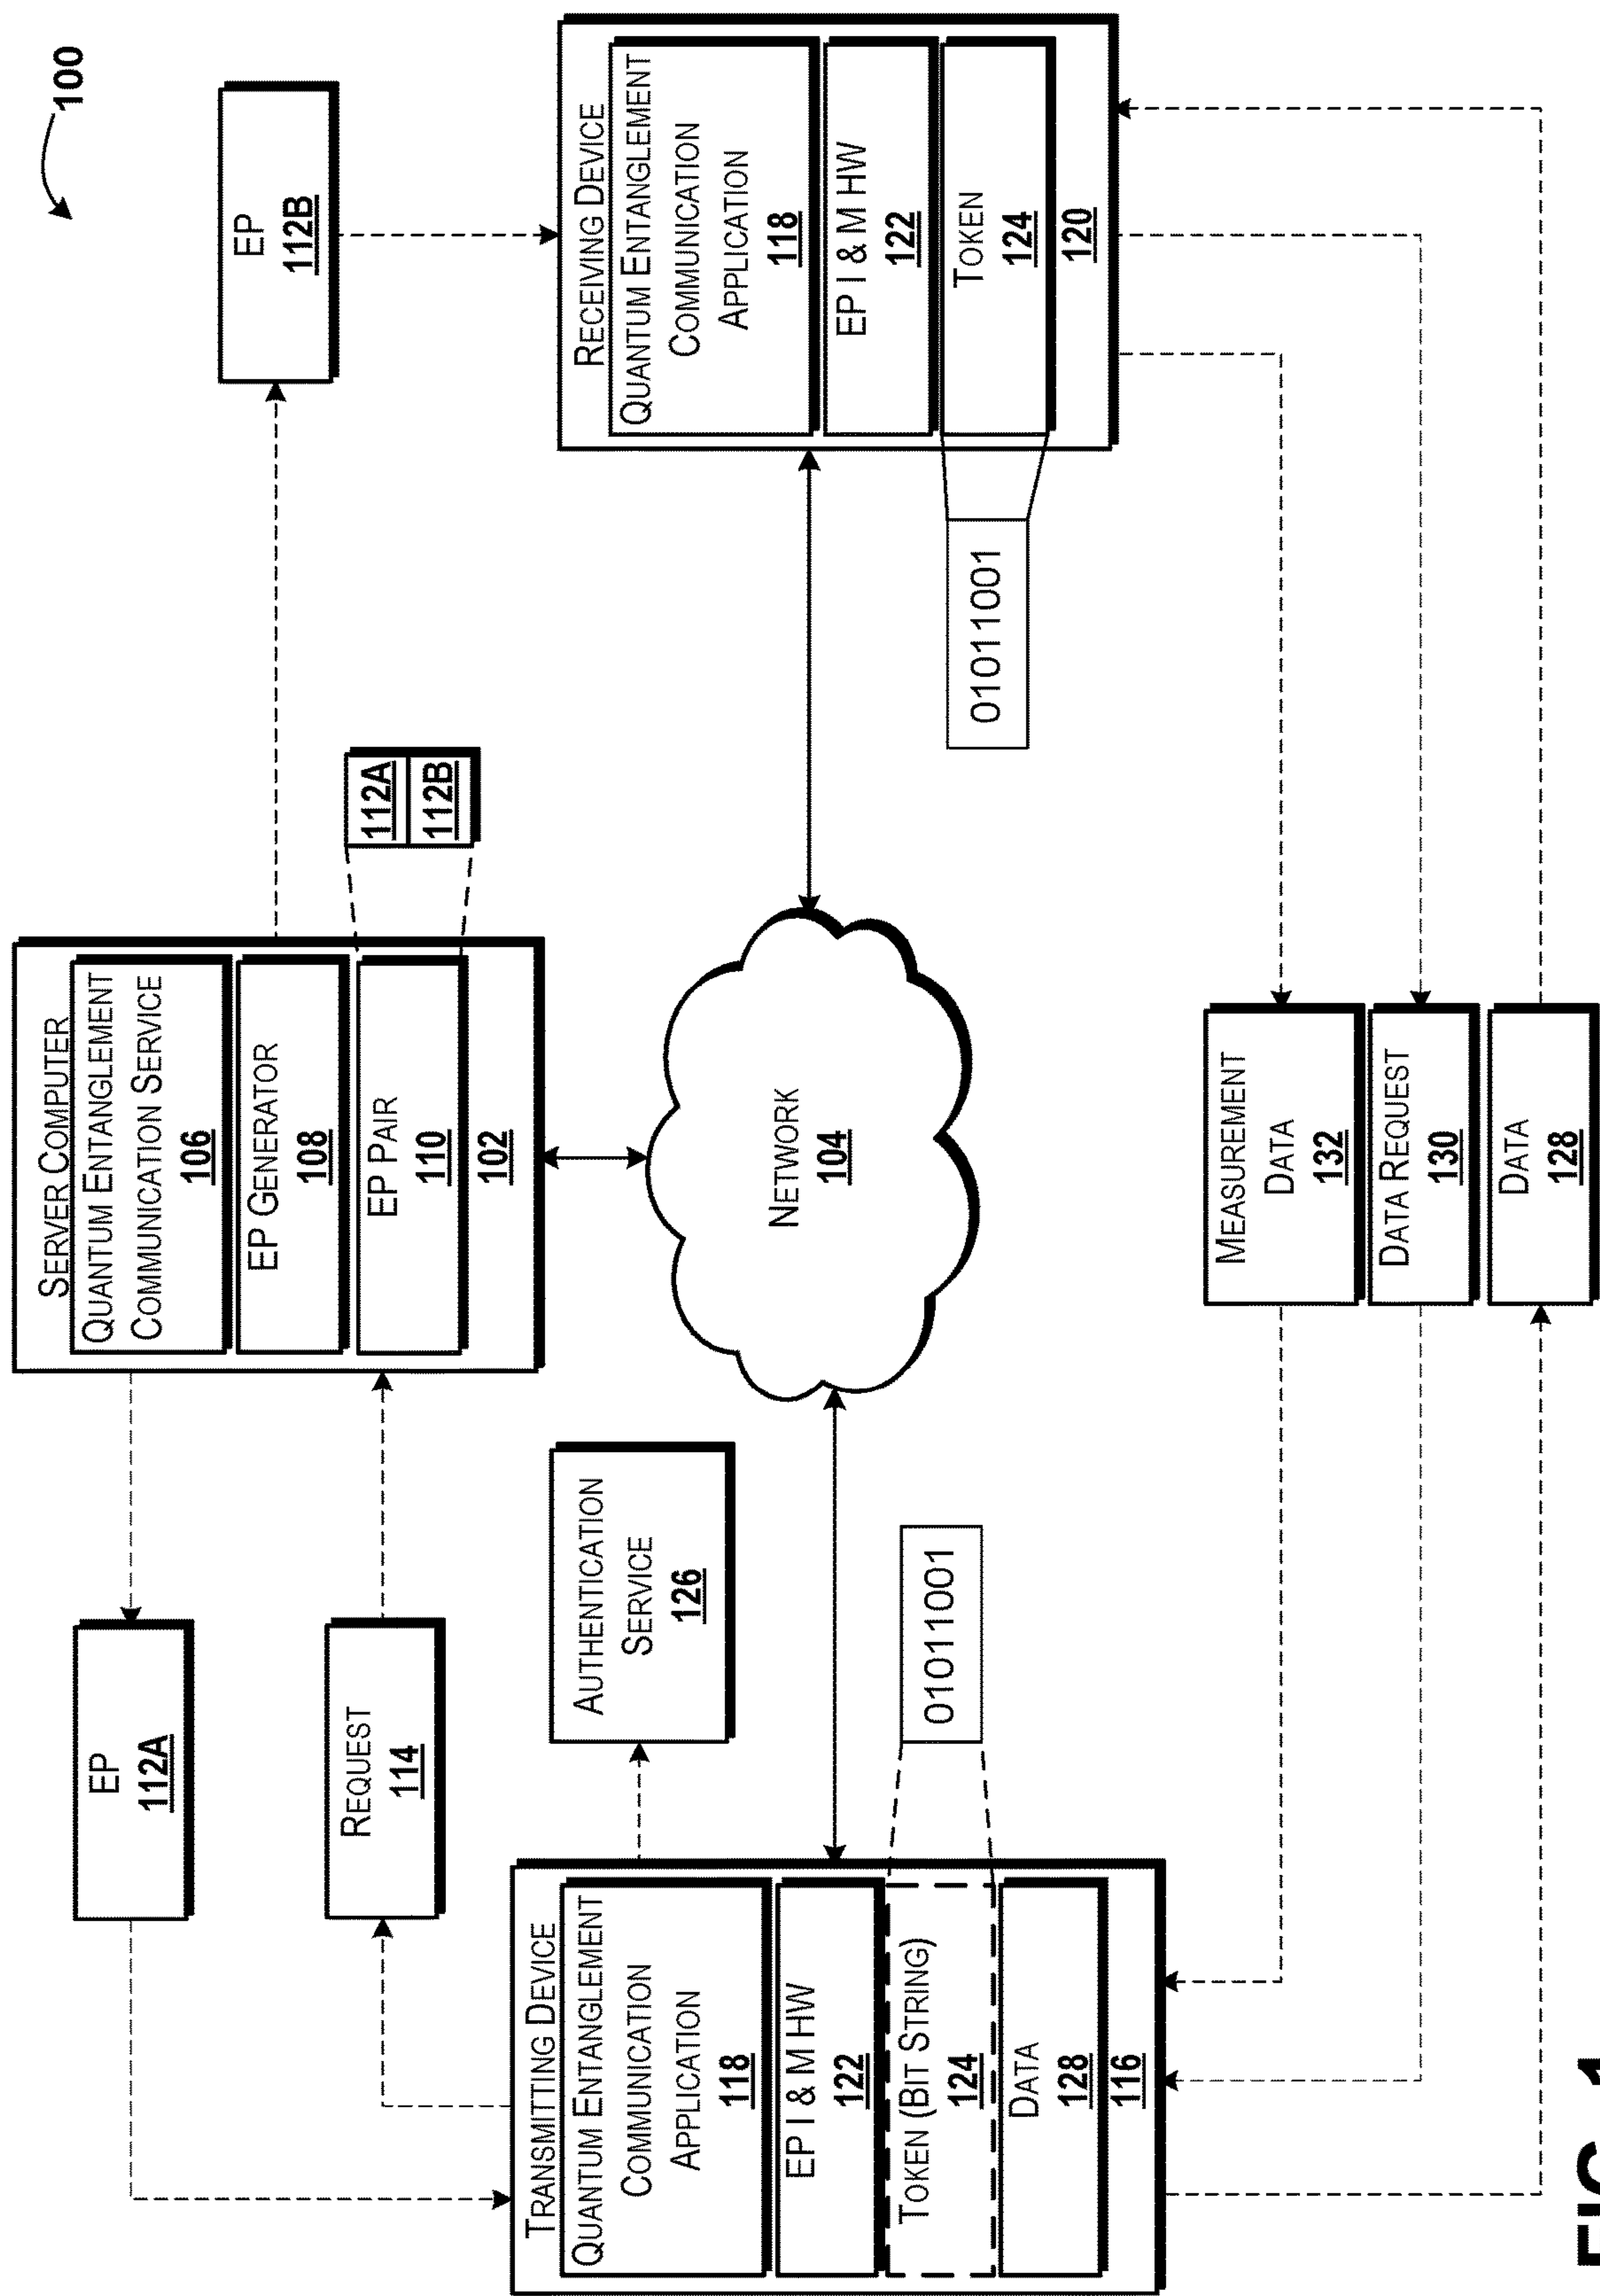 100
SERVER COMPUTER
QUANTUM ENTANGLEMENT
COMMUNICATION SERVICE
106
EP GENERATOR
108
EP PAIR
110
102
112A
112B
EP
112A
EP
112B
REQUEST
114
AUTHENTICATION
SERVICE
126
NETWORK
104
TRANSMITTING DEVICE
QUANTUM ENTANGLEMENT
COMMUNICATION
APPLICATION
118
EP I & M HW
122
TOKEN (BIT STRING)
124
DATA
128
116
01011001
RECEIVING DEVICE
QUANTUM ENTANGLEMENT
COMMUNICATION
APPLICATION
118
EP I & M HW
122
TOKEN
124
120
01011001
MEASUREMENT
DATA
132
DATA REQUEST
130
DATA
128
FIG. 1